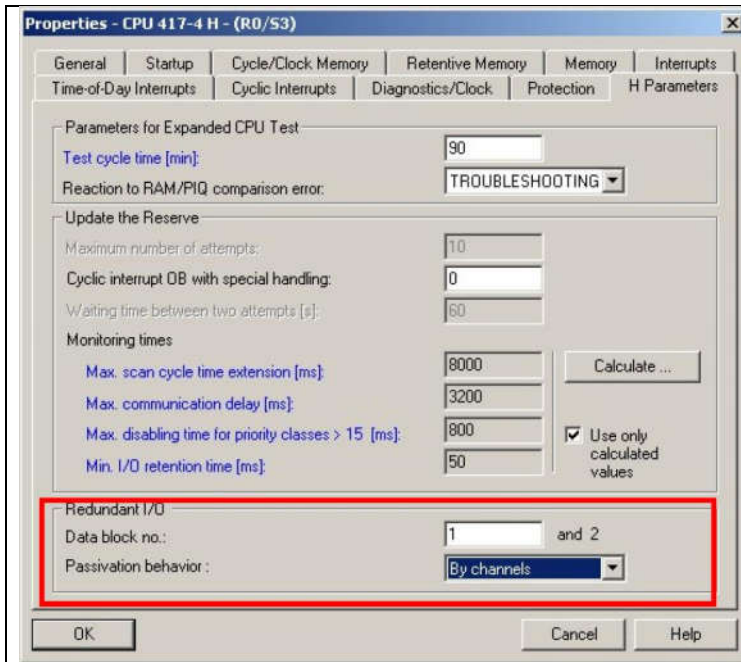 Properties - CPU 417-4 H - (R0/S3)
General Startup Cycle/Clock Memory Retentive Memory Memory Interrupts
Time-of-Day Interrupts Cyclic Interrupts Diagnostics/Clock Protection H Parameters
Parameters for Expanded CPU Test
Test cycle time [min]: 90
Reaction to RAM/PIQ comparison error: TROUBLESHOOTING
Update the Reserve
Maximum number of attempts: 10
Cyclic interrupt OB with special handling: 0
Waiting time between two attempts [s]: 60
Monitoring times
Max. scan cycle time extension [ms]: 8000 Calculate ...
Max. communication delay [ms]: 3200
Max. disabling time for priority classes > 15 [ms]: 800 Use only
calculated
Min. I/O retention time [ms]: 50 values
Redundant I/O
Data block no.: 1 and 2
Passivation behavior : By channels
OK Cancel Help